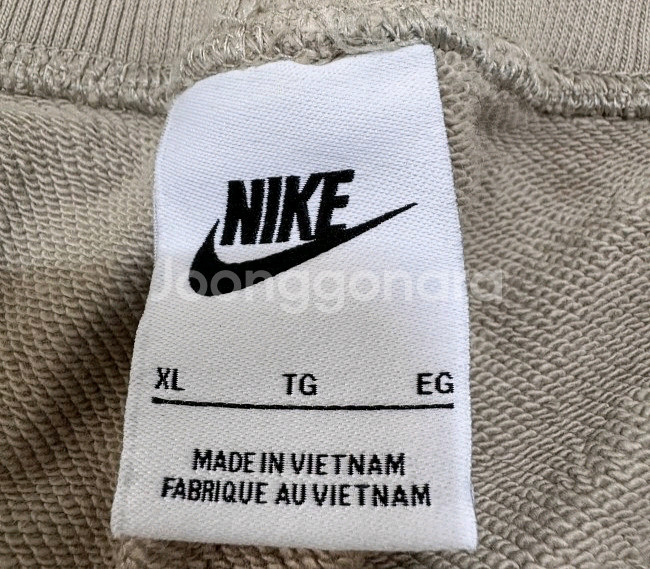 NIKE
Joonggonara
XL TG EG
MADE IN VIETNAM
FABRIQUE AU VIETNAM